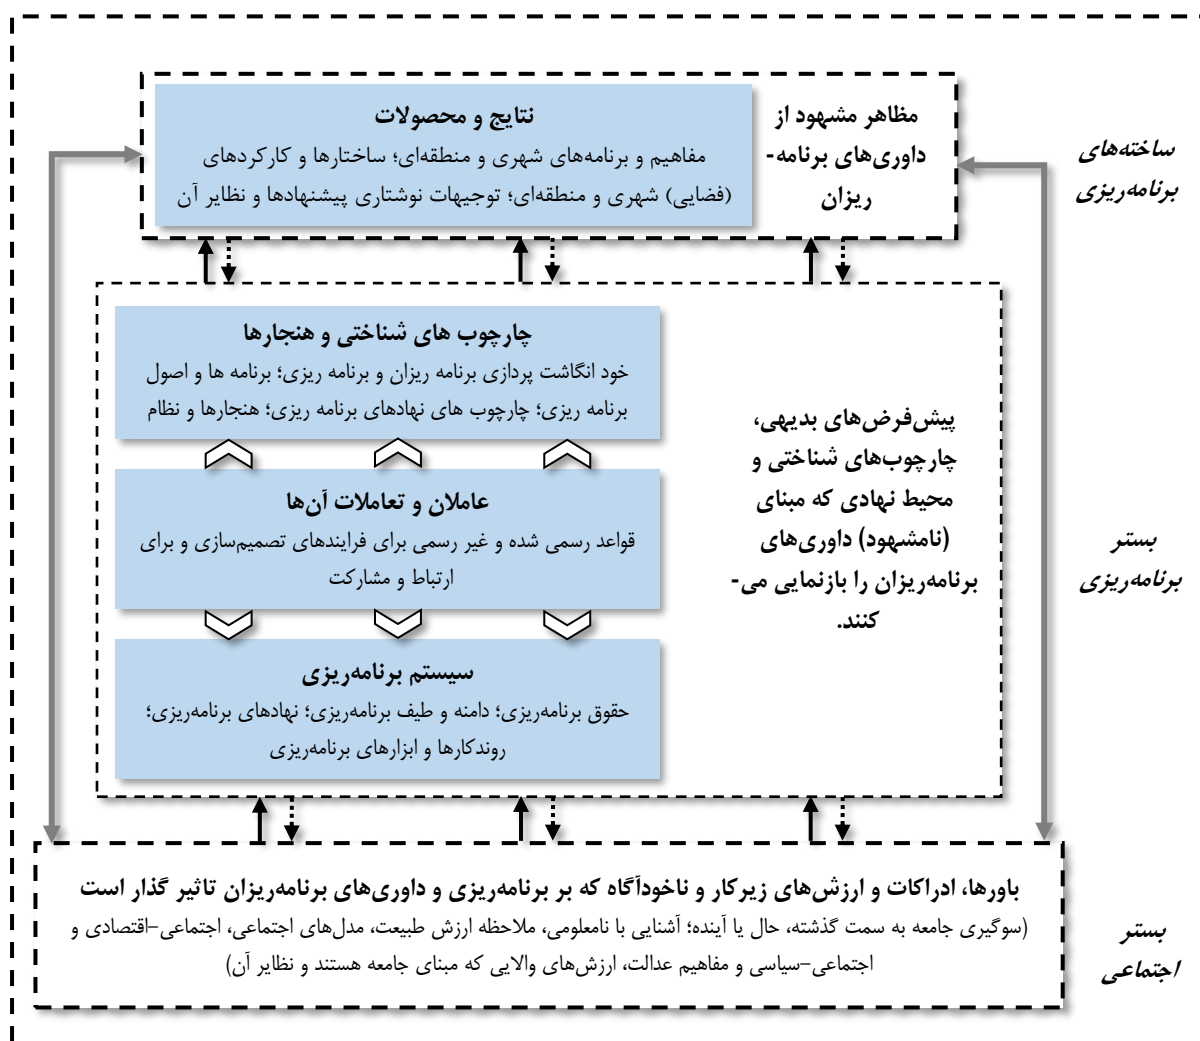 ساخته‌های
برنامه‌ریزی
مظاهر مشهود از
داوری‌های برنامه-
ریزان
نتایج و محصولات
مفاهیم و برنامه‌های شهری و منطقه‌ای؛ ساختارها و کارکردهای
(فضایی) شهری و منطقه‌ای؛ توجیهات نوشتاری پیشنهادها و نظایر آن
بستر
برنامه‌ریزی
پیش‌فرض‌های بدیهی،
چارچوب‌های شناختی و
محیط نهادی که مبنای
(نامشهود) داوری‌های
برنامه‌ریزان را بازنمایی می-
کنند.
چارچوب های شناختی و هنجارها
خود انگاشت پردازی برنامه ریزان و برنامه ریزی؛ برنامه ها و اصول
برنامه ریزی؛ چارچوب های نهادهای برنامه ریزی؛ هنجارها و نظام
عاملان و تعاملات آن‌ها
قواعد رسمی شده و غیر رسمی برای فرایندهای تصمیم‌سازی و برای
ارتباط و مشارکت
سیستم برنامه‌ریزی
حقوق برنامه‌ریزی؛ دامنه و طیف برنامه‌ریزی؛ نهادهای برنامه‌ریزی؛
روندکارها و ابزارهای برنامه‌ریزی
بستر
اجتماعی
باورها، ادراکات و ارزش‌های زیرکار و ناخودآگاه که بر برنامه‌ریزی و داوری‌های برنامه‌ریزان تاثیر گذار است
(سوگیری جامعه به سمت گذشته، حال یا آینده؛ آشنایی با نامعلومی، ملاحظه ارزش طبیعت، مدل‌های اجتماعی، اجتماعی-اقتصادی و
اجتماعی-سیاسی و مفاهیم عدالت، ارزش‌های والایی که مبنای جامعه هستند و نظایر آن)